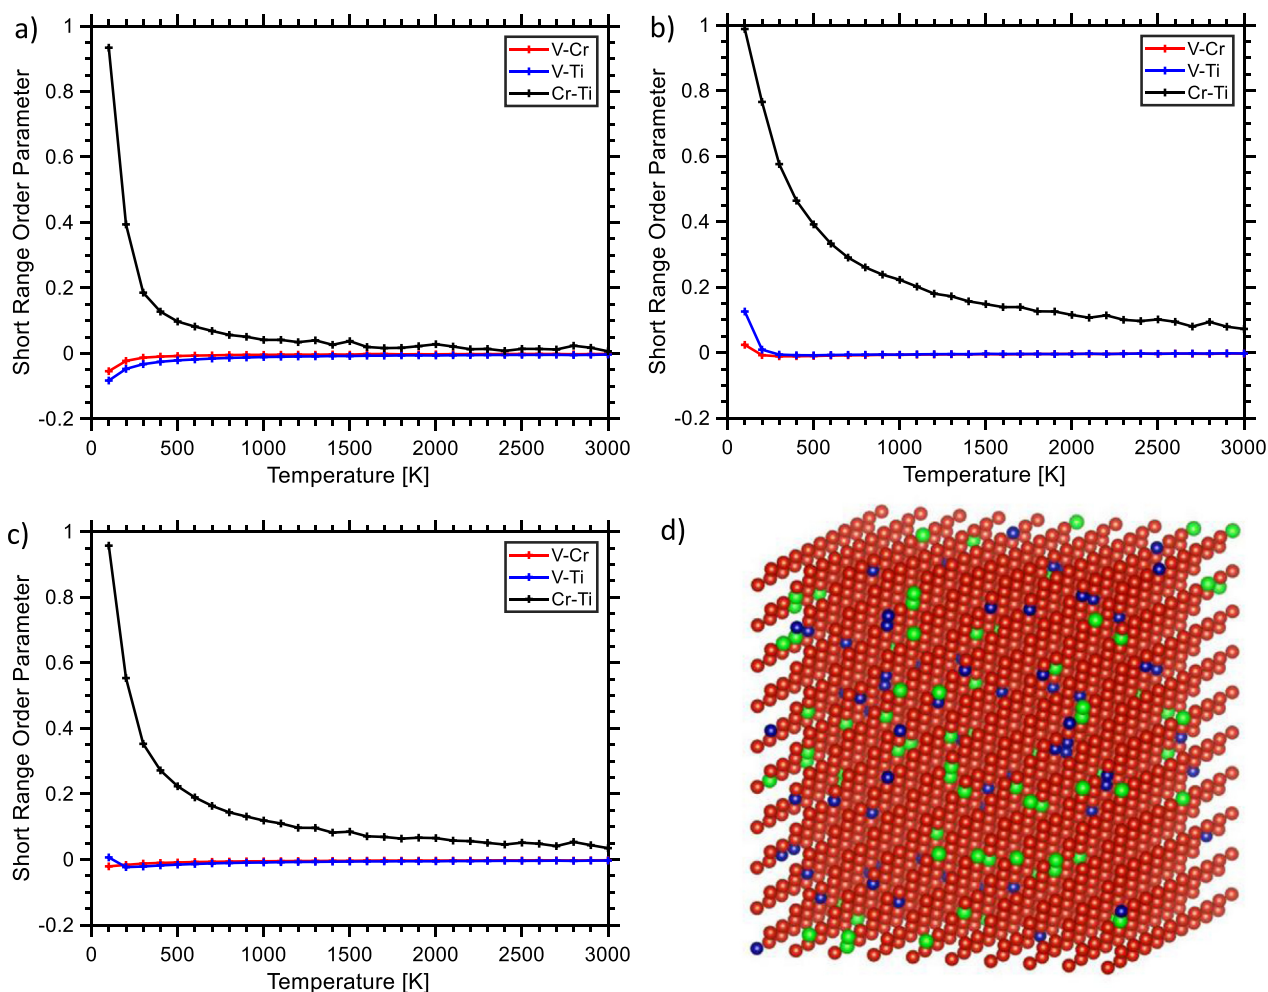 a)
Short Range Order Parameter
1
0.8
0.6
0.4
0.2
0
-0.2
V-Cr
V-Ti
Cr-Ti
0 500 1000 1500 2000 2500 3000
Temperature [K]
b)
Short Range Order Parameter
1
0.8
0.6
0.4
0.2
0
-0.2
V-Cr
V-Ti
Cr-Ti
0 500 1000 1500 2000 2500 3000
Temperature [K]
c)
Short Range Order Parameter
1
0.8
0.6
0.4
0.2
0
-0.2
V-Cr
V-Ti
Cr-Ti
0 500 1000 1500 2000 2500 3000
Temperature [K]
d)